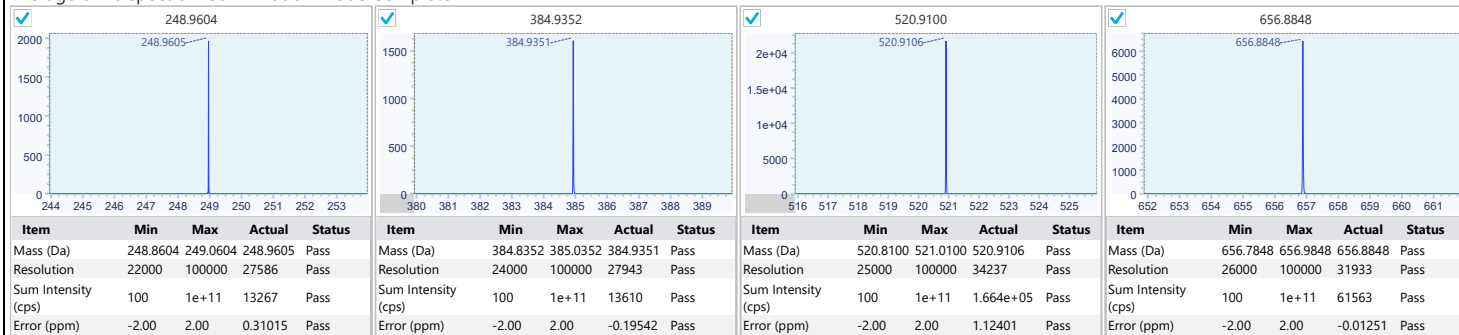 248.9604
2000
1500
1000
500
0
248.9605
244 245 246 247 248 249 250 251 252 253
Item Min Max Actual Status
Mass (Da) 248.8604 249.0604 248.9605 Pass
Resolution 22000 100000 27586 Pass
Sum Intensity (cps) 100 1e+11 13267 Pass
Error (ppm) -2.00 2.00 0.31015 Pass
384.9352
1500
1000
500
0
384.9351
380 381 382 383 384 385 386 387 388 389
Item Min Max Actual Status
Mass (Da) 384.8352 385.0352 384.9351 Pass
Resolution 24000 100000 27943 Pass
Sum Intensity (cps) 100 1e+11 13610 Pass
Error (ppm) -2.00 2.00 -0.19542 Pass
520.9100
2e+04
1.5e+04
1e+04
5000
0
520.9106
516 517 518 519 520 521 522 523 524 525
Item Min Max Actual Status
Mass (Da) 520.8100 521.0100 520.9106 Pass
Resolution 25000 100000 34237 Pass
Sum Intensity (cps) 100 1e+11 1.664e+05 Pass
Error (ppm) -2.00 2.00 1.12401 Pass
656.8848
6000
5000
4000
3000
2000
1000
0
656.8848
652 653 654 655 656 657 658 659 660 661
Item Min Max Actual Status
Mass (Da) 656.7848 656.9848 656.8848 Pass
Resolution 26000 100000 31933 Pass
Sum Intensity (cps) 100 1e+11 61563 Pass
Error (ppm) -2.00 2.00 -0.01251 Pass